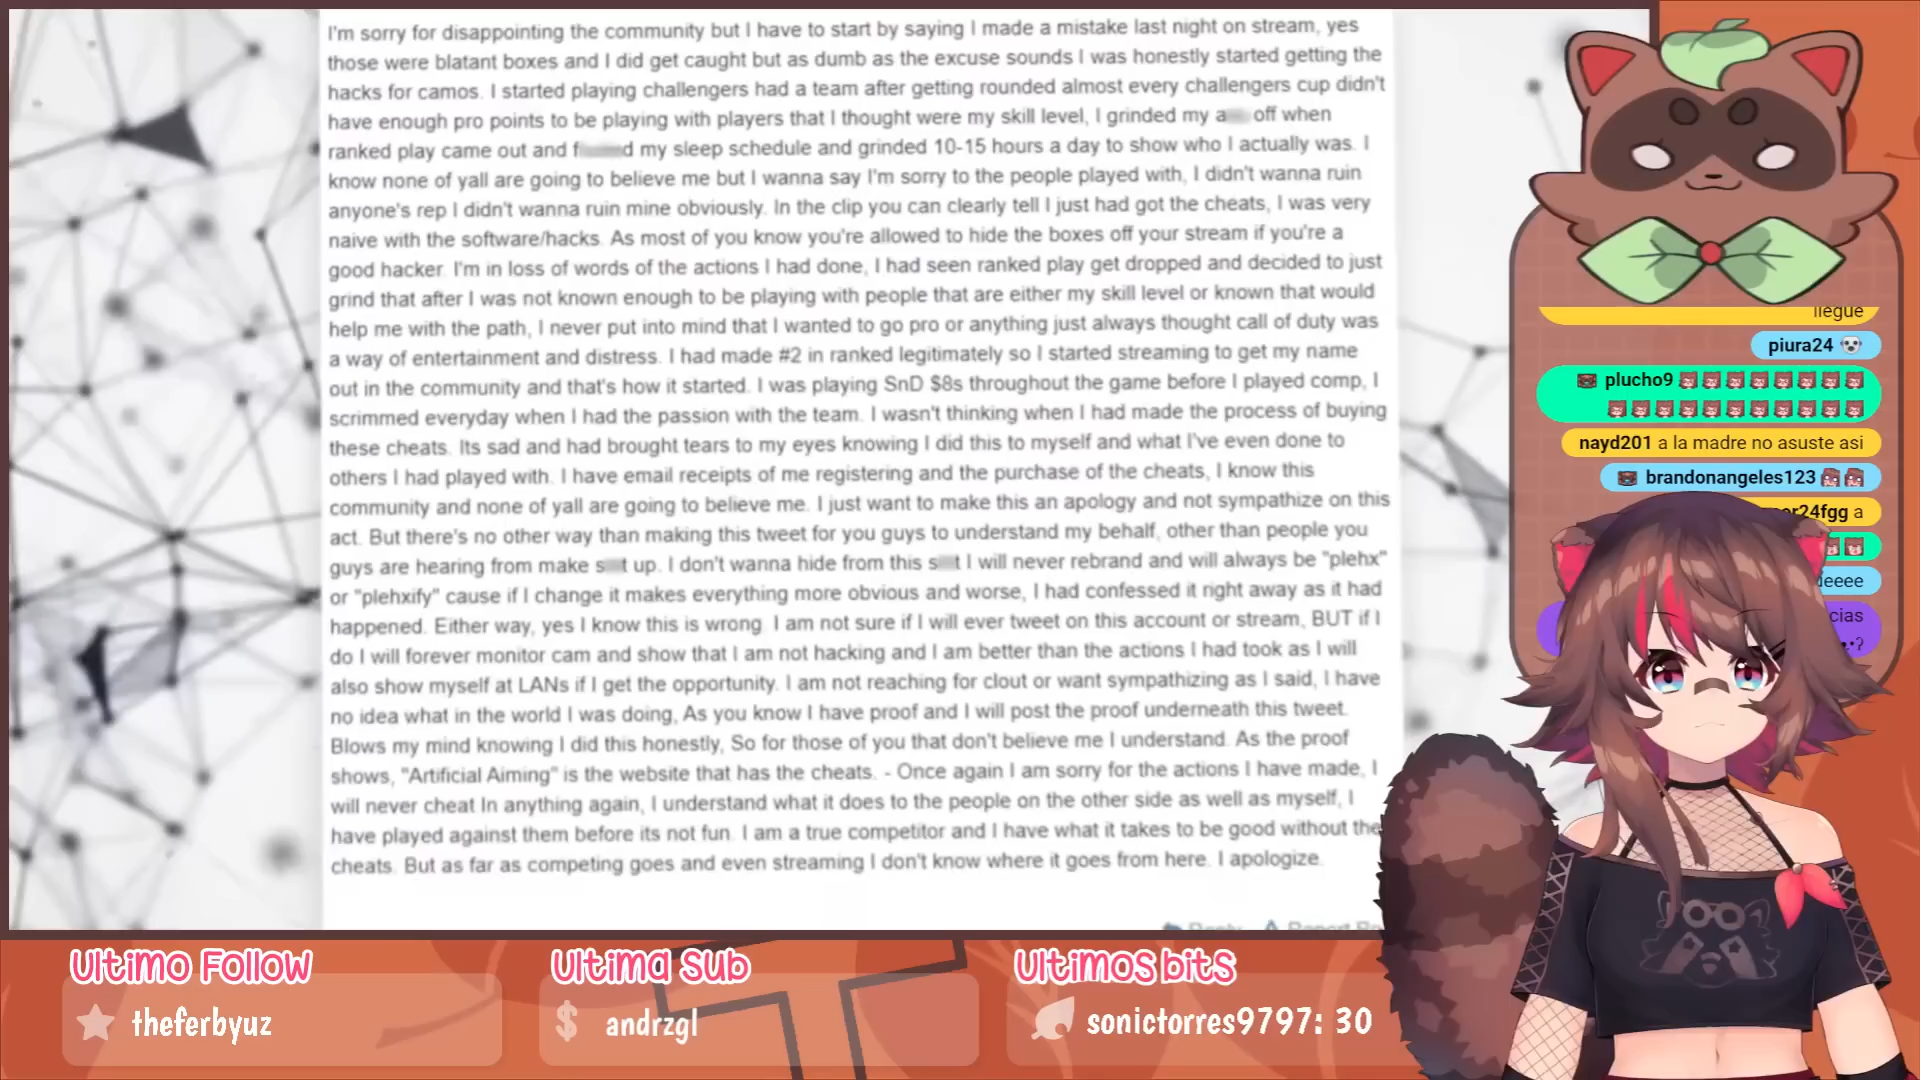 I'm sorry for disappointing the community but I have to start by saying I made a mistake last night on stream, yes
those were blatant boxes and I did get caught but as dumb as the excuse sounds I was honestly started getting the
hacks for camos. I started playing challengers had a team after getting rounded almost every challengers cup didn't
have enough pro points to be playing with players that I thought were my skill level, I grinded my a off when
ranked play came out and f d my sleep schedule and grinded 10-15 hours a day to show who I actually was. I
know none of yall are going to believe me but I wanna say I'm sorry to the people played with, I didn't wanna ruin
anyone's rep I didn't wanna ruin mine obviously. In the clip you can clearly tell I just had got the cheats, I was very
naive with the software/hacks. As most of you know you're allowed to hide the boxes off your stream if you're a
good hacker. I'm in loss of words of the actions I had done, I had seen ranked play get dropped and decided to just
grind that after I was not known enough to be playing with people that are either my skill level or known that would
help me with the path, I never put into mind that I wanted to go pro or anything just always thought call of duty was
a way of entertainment and distress. I had made #2 in ranked legitimately so I started streaming to get my name
out in the community and that's how it started. I was playing SnD $8s throughout the game before I played comp, I
scrimmed everyday when I had the passion with the team. I wasn't thinking when I had made the process of buying
these cheats. Its sad and had brought tears to my eyes knowing I did this to myself and what I've even done to
others I had played with. I have email receipts of me registering and the purchase of the cheats, I know this
community and none of yall are going to believe me. I just want to make this an apology and not sympathize on this
act. But there's no other way than making this tweet for you guys to understand my behalf, other than people you
guys are hearing from make s t up. I don't wanna hide from this s t I will never rebrand and will always be "plehx"
or "plehxify" cause if I change it makes everything more obvious and worse, I had confessed it right away as it had
happened. Either way, yes I know this is wrong. I am not sure if I will ever tweet on this account or stream, BUT if I
do I will forever monitor cam and show that I am not hacking and I am better than the actions I had took as I will
also show myself at LANs if I get the opportunity. I am not reaching for clout or want sympathizing as I said, I have
no idea what in the world I was doing, As you know I have proof and I will post the proof underneath this tweet.
Blows my mind knowing I did this honestly, So for those of you that don't believe me I understand. As the proof
shows, "Artificial Aiming" is the website that has the cheats. - Once again I am sorry for the actions I have made, I
will never cheat In anything again, I understand what it does to the people on the other side as well as myself, I
have played against them before its not fun. I am a true competitor and I have what it takes to be good without the
cheats. But as far as competing goes and even streaming I don't know where it goes from here. I apologize.
llegue
piura24
plucho9
nayd201 a la madre no asuste asi
brandonangeles123
or24fgg a
deeee
cias
Ultimo Follow
theferbyuz
Ultima Sub
$ andrzgl
Ultimos bits
sonictorres9797: 30